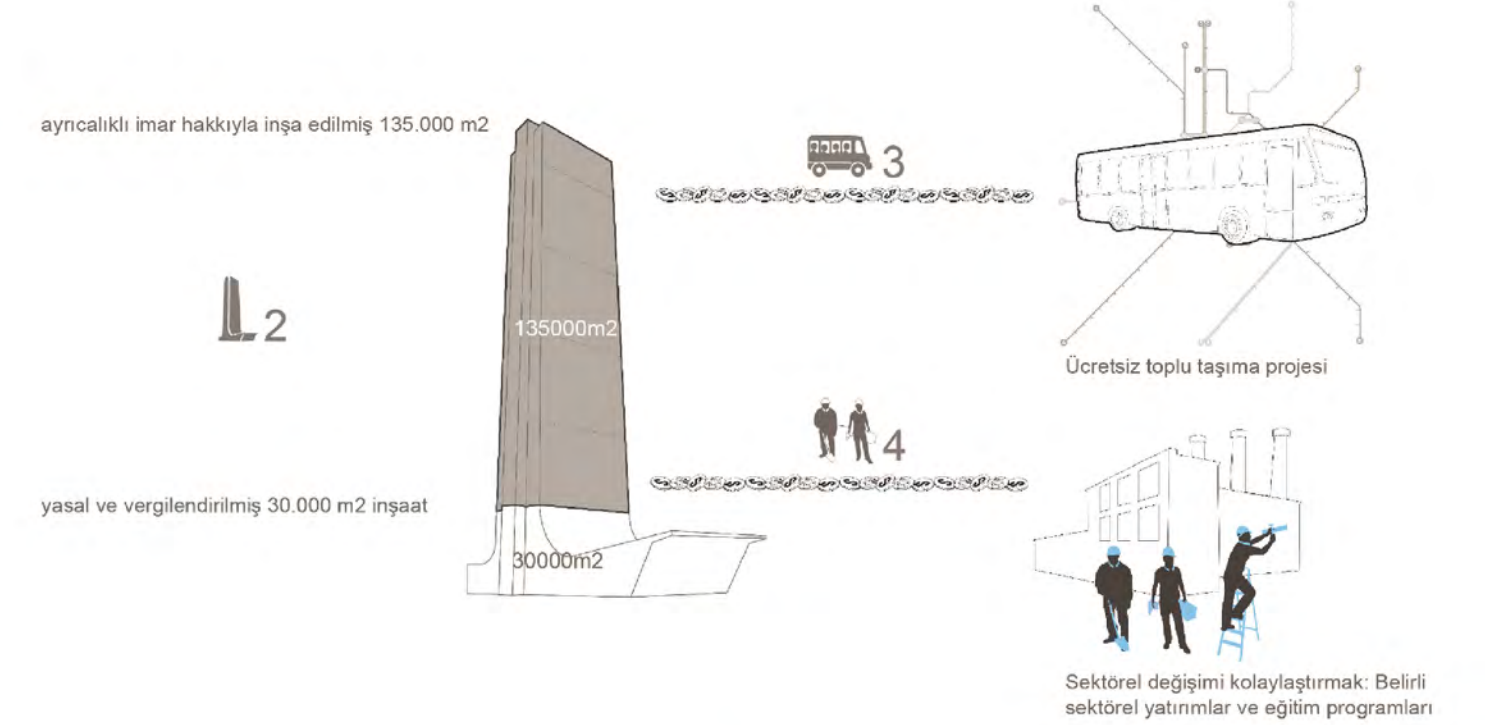 ayrıcalıklı imar hakkıyla inşa edilmiş 135.000 m2
3
2
135000m2
Ücretsiz toplu taşıma projesi
4
yasal ve vergilendirilmiş 30.000 m2 inşaat
30000m2
Sektörel değişimi kolaylaştırmak: Belirli
sektörel yatırımlar ve eğitim programları